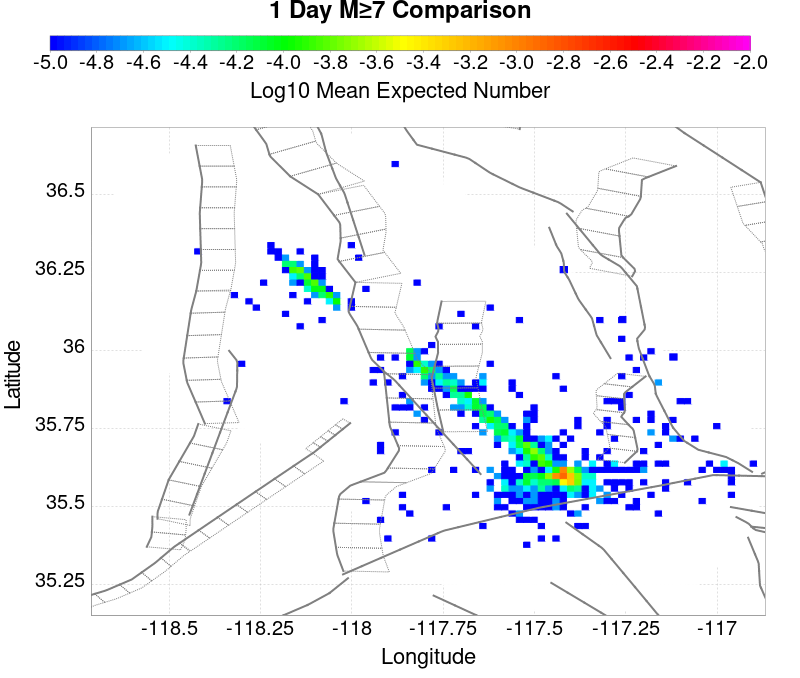 1 Day M≥7 Comparison
-5.0 -4.8 -4.6 -4.4 -4.2 -4.0 -3.8 -3.6 -3.4 -3.2 -3.0 -2.8 -2.6 -2.4 -2.2 -2.0
Log10 Mean Expected Number
36.5
36.25
36
35.75
35.5
35.25
Latitude
-118.5 -118.25 -118 -117.75 -117.5 -117.25 -117
Longitude